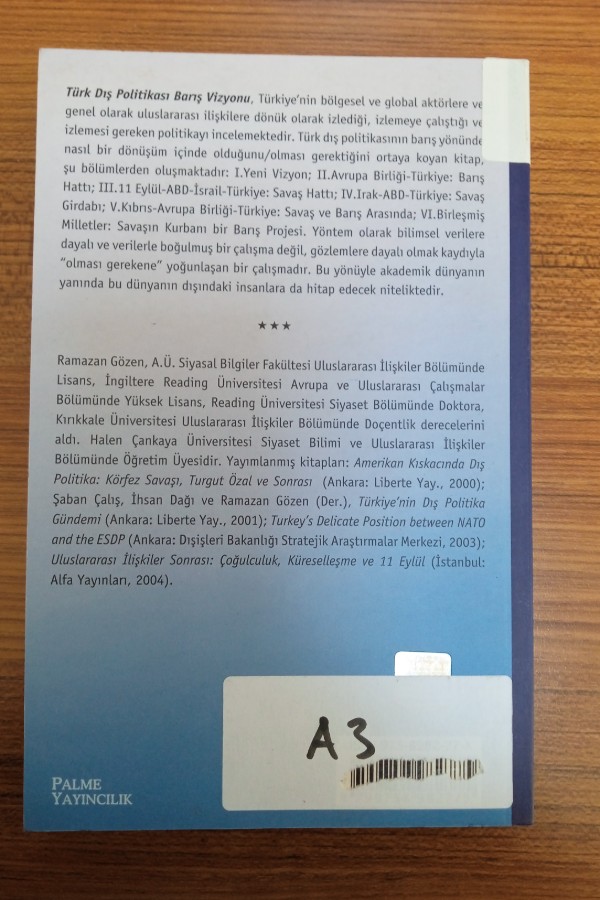 Türk Dış Politikası Barış Vizyonu, Türkiye'nin bölgesel ve global aktörlere ve
genel olarak uluslararası ilişkilere dönük olarak izlediği, izlemeye çalıştığı ve
izlemesi gereken politikayı incelemektedir. Türk dış politikasının barış yönünde
nasıl bir dönüşüm içinde olduğunu/olması gerektiğini ortaya koyan kitap,
şu bölümlerden oluşmaktadır: I.Yeni Vizyon; II.Avrupa Birliği-Türkiye: Barış
Hattı; III.11 Eylül-ABD-İsrail-Türkiye: Savaş Hattı; IV.Irak-ABD-Türkiye: Savaş
Girdabı; V.Kıbrıs-Avrupa Birliği-Türkiye: Savaş ve Barış Arasında; VI.Birleşmiş
Milletler: Savaşın Kurbanı bir Barış Projesi. Yöntem olarak bilimsel verilere
dayalı ve verilerle boğulmuş bir çalışma değil, gözlemlere dayalı olmak kaydıyla
"olması gerekene" yoğunlaşan bir çalışmadır. Bu yönüyle akademik dünyanın
yanında bu dünyanın dışındaki insanlara da hitap edecek niteliktedir.
★★★
Ramazan Gözen, A.Ü. Siyasal Bilgiler Fakültesi Uluslararası İlişkiler Bölümünde
Lisans, İngiltere Reading Üniversitesi Avrupa ve Uluslararası Çalışmalar
Bölümünde Yüksek Lisans, Reading Üniversitesi Siyaset Bölümünde Doktora,
Kırıkkale Üniversitesi Uluslararası İlişkiler Bölümünde Doçentlik derecelerini
aldı. Halen Çankaya Üniversitesi Siyaset Bilimi ve Uluslararası İlişkiler
Bölümünde Öğretim Üyesidir. Yayımlanmış kitapları: Amerikan Kıskacında Dış
Politika: Körfez Savaşı, Turgut Özal ve Sonrası (Ankara: Liberte Yay., 2000);
Şaban Çalış, İhsan Dağı ve Ramazan Gözen (Der.), Türkiye'nin Dış Politika
Gündemi (Ankara: Liberte Yay., 2001); Turkey's Delicate Position between NATO
and the ESDP (Ankara: Dışişleri Bakanlığı Stratejik Araştırmalar Merkezi, 2003);
Uluslararası İlişkiler Sonrası: Çoğulculuk, Küreselleşme ve 11 Eylül (İstanbul:
Alfa Yayınları, 2004).
A3
PALME
YAYINCILIK